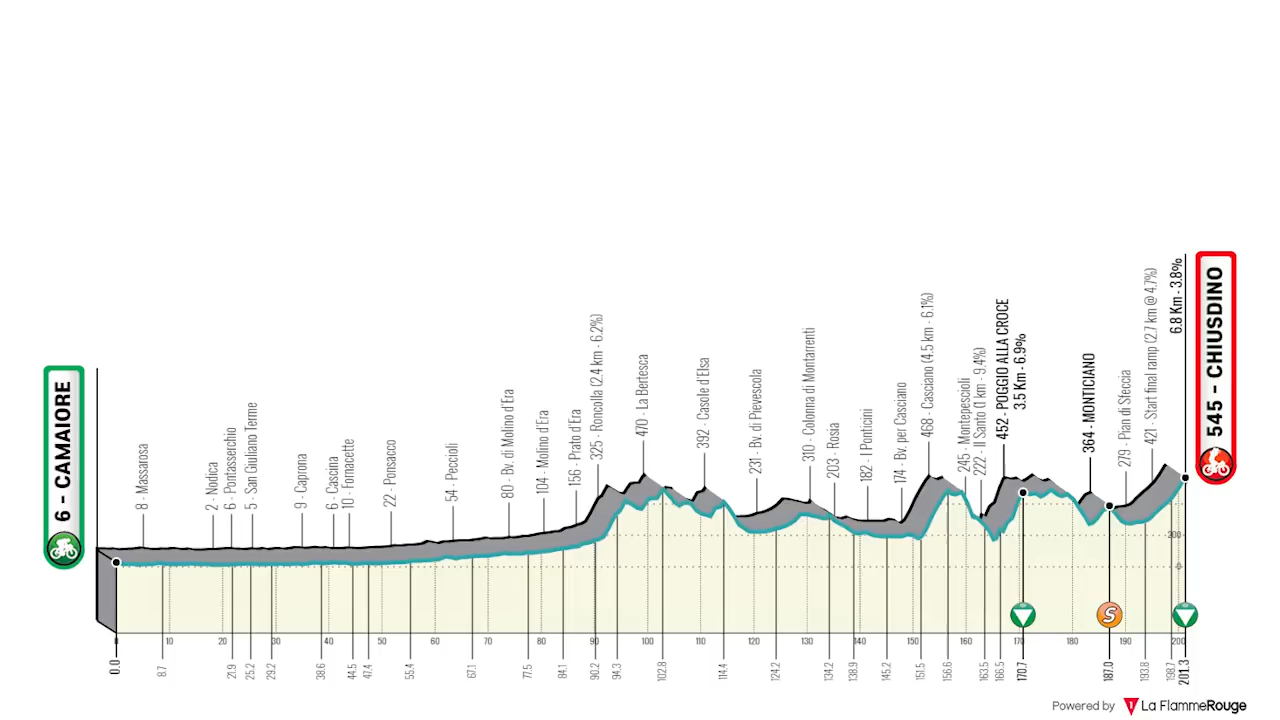 6 - CAMAIORE
8 - Massarosa
2 - Nodica
6 - Pontasserchio
5 - San Giuliano Terme
9 - Caprona
6 - Cascina
10 - Fornacette
22 - Ponsacco
54 - Peccioli
80 - Bv. di Molino d'Era
104 - Molino d'Era
156 - Prato d'Era
325 - Roncolla (2.4 km - 6.2%)
470 - La Bertesca
392 - Casole d'Elsa
231 - Bv. di Pievescola
310 - Colonna di Montarrenti
203 - Rosia
182 - I Ponticini
174 - Bv. per Casciano
468 - Casciano (4.5 km - 6.1%)
245 - Montepescioli
222 - Il Santo (1 km - 9.4%)
452 - POGGIO ALLA CROCE
3.5 Km - 6.9%
364 - MONTICIANO
279 - Pian di Sfeccia
421 - Start final ramp (2.7 km @ 4.7%)
6.8 Km - 3.8%
545 - CHIUSDINO
200
0
S
0 10 20 30 40 50 60 70 80 90 100 110 120 130 140 150 160 170 180 190 200
0.0 8.7 21.9 25.2 29.2 38.6 44.5 47.4 55.4 67.1 77.8 84.1 90.2 94.3 102.8 114.4 124.2 134.2 138.9 145.2 151.5 156.6 163.5 166.5 170.7 187.0 193.8 198.7 201.3
Powered by La FlammeRouge